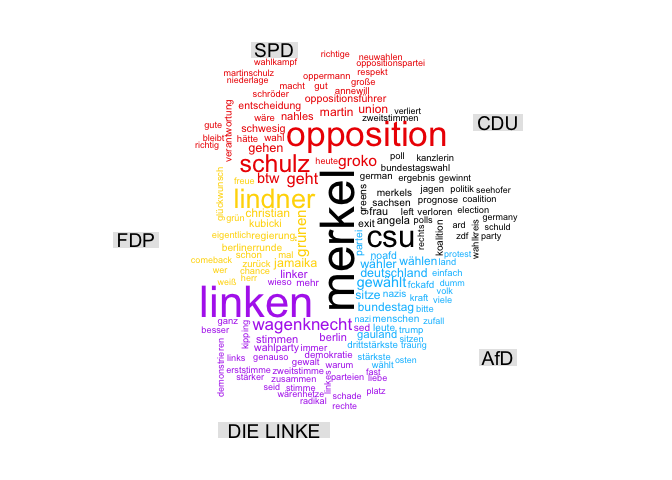 SPD
richtige
wahlkampf
neuwahlen
oppositionspartei
martinschulz
oppermann
respekt
niederlage
macht
gut
große
schröder
annewill
entscheidung
oppositionsführer
wäre
nahles
martin
union
verliert
zweitstimmen
CDU
gute
verantwortung
schwesig
opposition
bleibt
hätte
wahl
richtig
gehen
schulz
heute
groko
poll
kanzlerin
bundestagswahl
glückwunsch
freue
btw
geht
merkel
german
ergebnis
gewinnt
greens
merkels
jagen
politik
seehofer
lindner
sachsen
prognose
coalition
grün
christian
grünen
frau
left
verloren
election
kubicki
exit
angela
polls
germany
FDP
eigentlich
regierung
partei
csu
rechts
koalition
ard
schuld
berlinerrunde
zdf
wahlkreis
party
schon
mal
noafd
protest
comeback
zurück
jamaika
wähler
wählen
land
wer
chance
linker
deutschland
einfach
weiß
herr
wieso
mehr
gewählt
fckafd
dumm
linken
sitze
nazis
volk
kraft
viele
bundestag
bitte
ganz
wagenknecht
sed
nazi
menschen
zufall
besser
kipping
leute
trump
demonstrieren
stimmen
berlin
gauland
sitzen
wahlparty
immer
drittstärkste
traurig
links
genauso
demokratie
stärkste
osten
AfD
gewalt
warum
wählt
erststimme
zweitstimme
fast
stärker
zusammen
linkes
parteien
liebe
seid
stimme
platz
schade
radikal
rechte
DIE LINKE